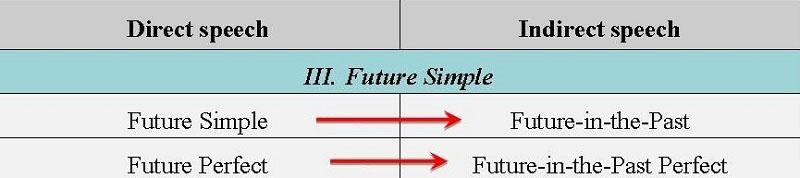 Direct speech Indirect speech
III. Future Simple
Future Simple Future-in-the-Past
Future Perfect Future-in-the-Past Perfect